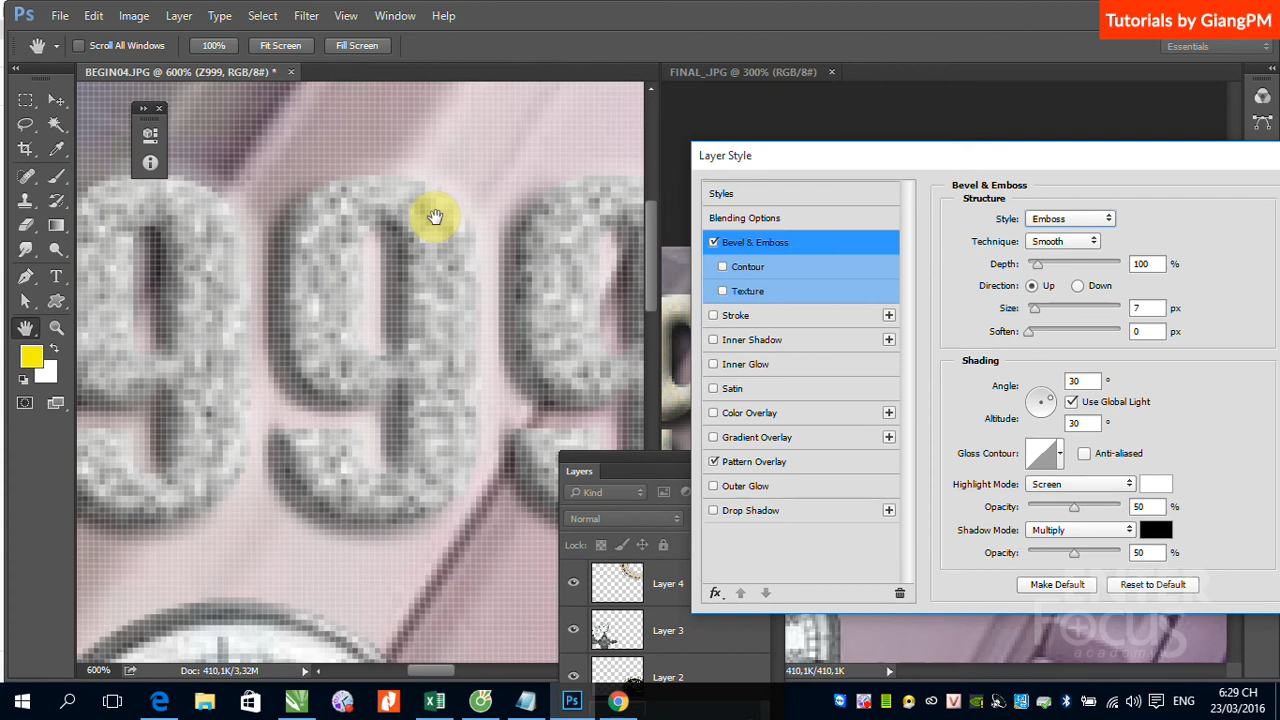 Ps File Edit Image Layer Type Select Filter View Window Help
Tutorials by GiangPM
Scroll All Windows 100% Fit Screen Fill Screen Essentials
BEGIN04.JPG @ 600% (Z999, RGB/8#) * × FINAL_.JPG @ 300% (RGB/8#) ×
999
Layer Style
Styles
Blending Options
Bevel & Emboss
Contour
Texture
Stroke
Inner Shadow
Inner Glow
Satin
Color Overlay
Gradient Overlay
Pattern Overlay
Outer Glow
Drop Shadow
fx
Bevel & Emboss
Structure
Style: Emboss
Technique: Smooth
Depth: 100 %
Direction: Up Down
Size: 7 px
Soften: 0 px
Shading
Angle: 30 °
Use Global Light
Altitude: 30 °
Gloss Contour: Anti-aliased
Highlight Mode: Screen
Opacity: 50 %
Shadow Mode: Multiply
Opacity: 50 %
Make Default Reset to Default
Layers
Kind
Normal
Lock:
Layer 4
Layer 3
Layer 2
600% Doc: 410,1K/3,32M
410,1K/410,1K
FOCUS
academy
ENG 6:29 CH
23/03/2016